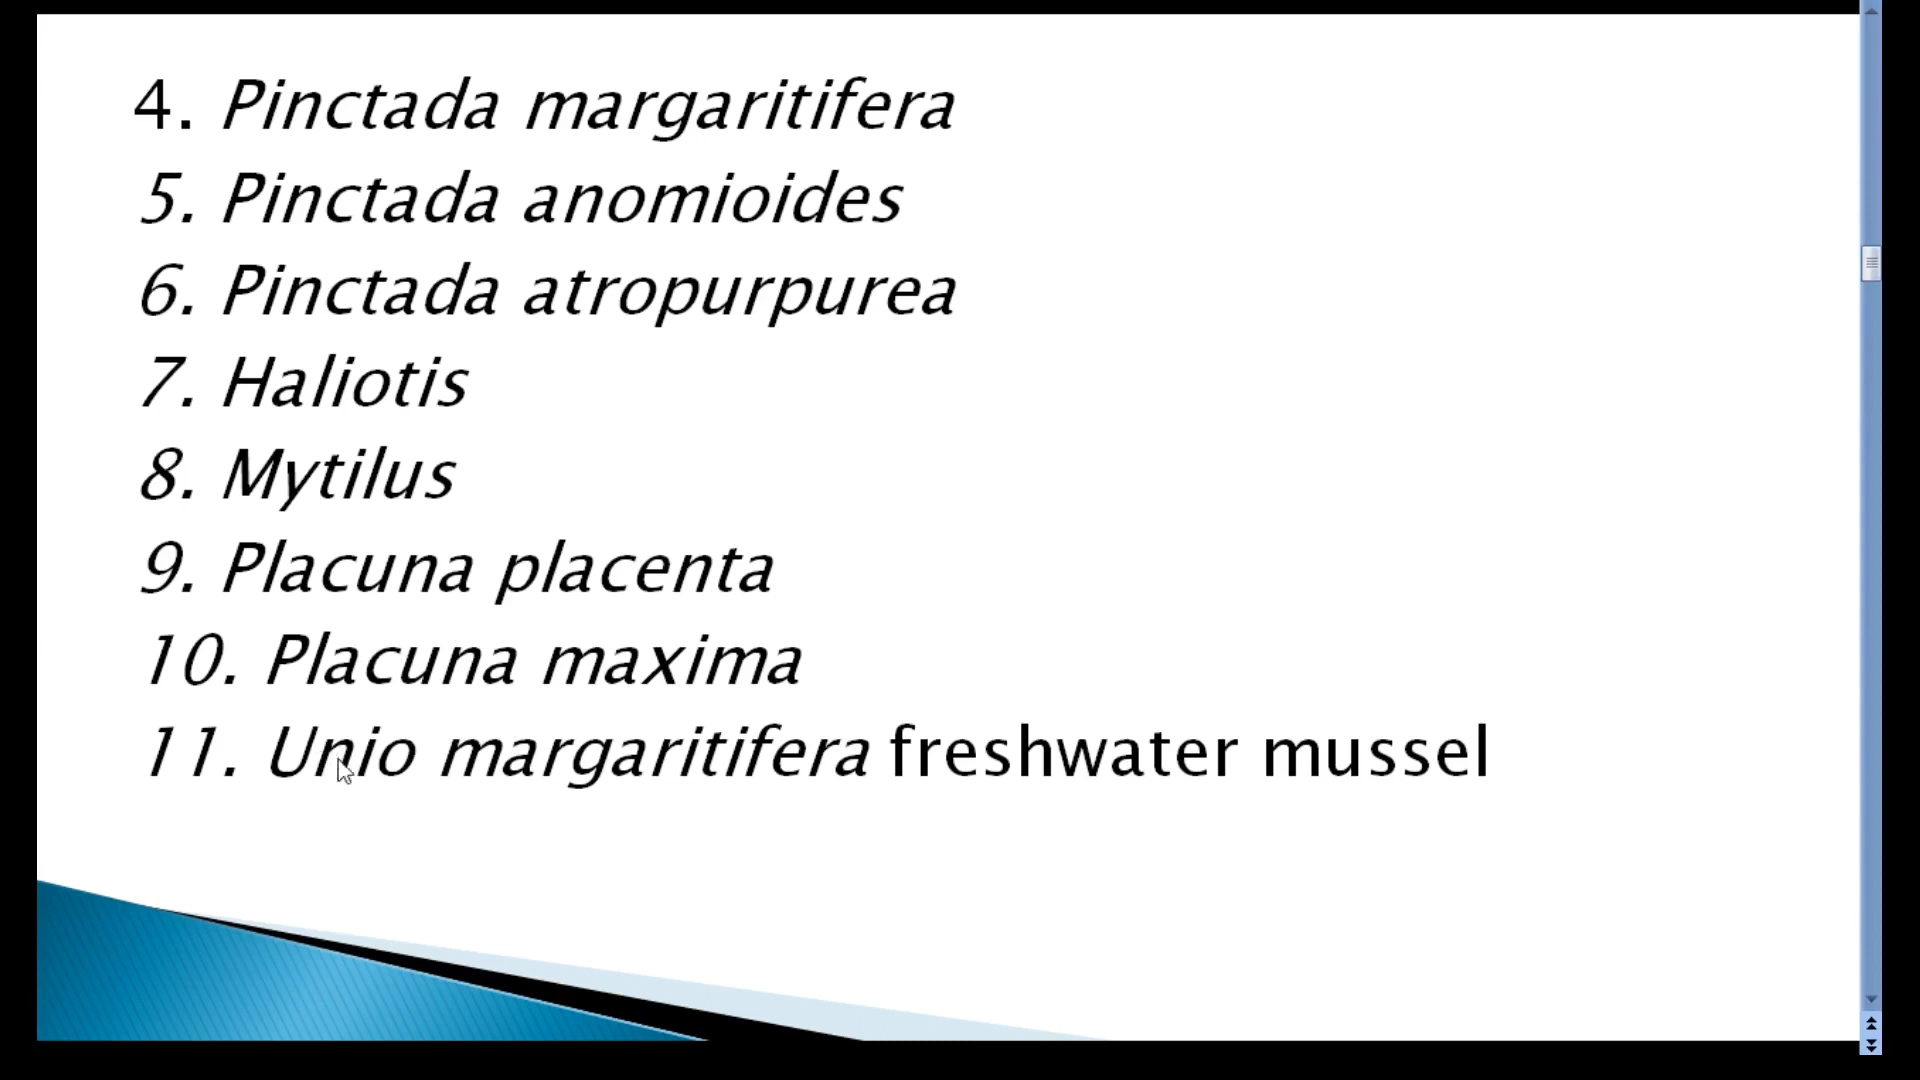 4. Pinctada margaritifera
5. Pinctada anomioides
6. Pinctada atropurpurea
7. Haliotis
8. Mytilus
9. Placuna placenta
10. Placuna maxima
11. Unio margaritifera freshwater mussel